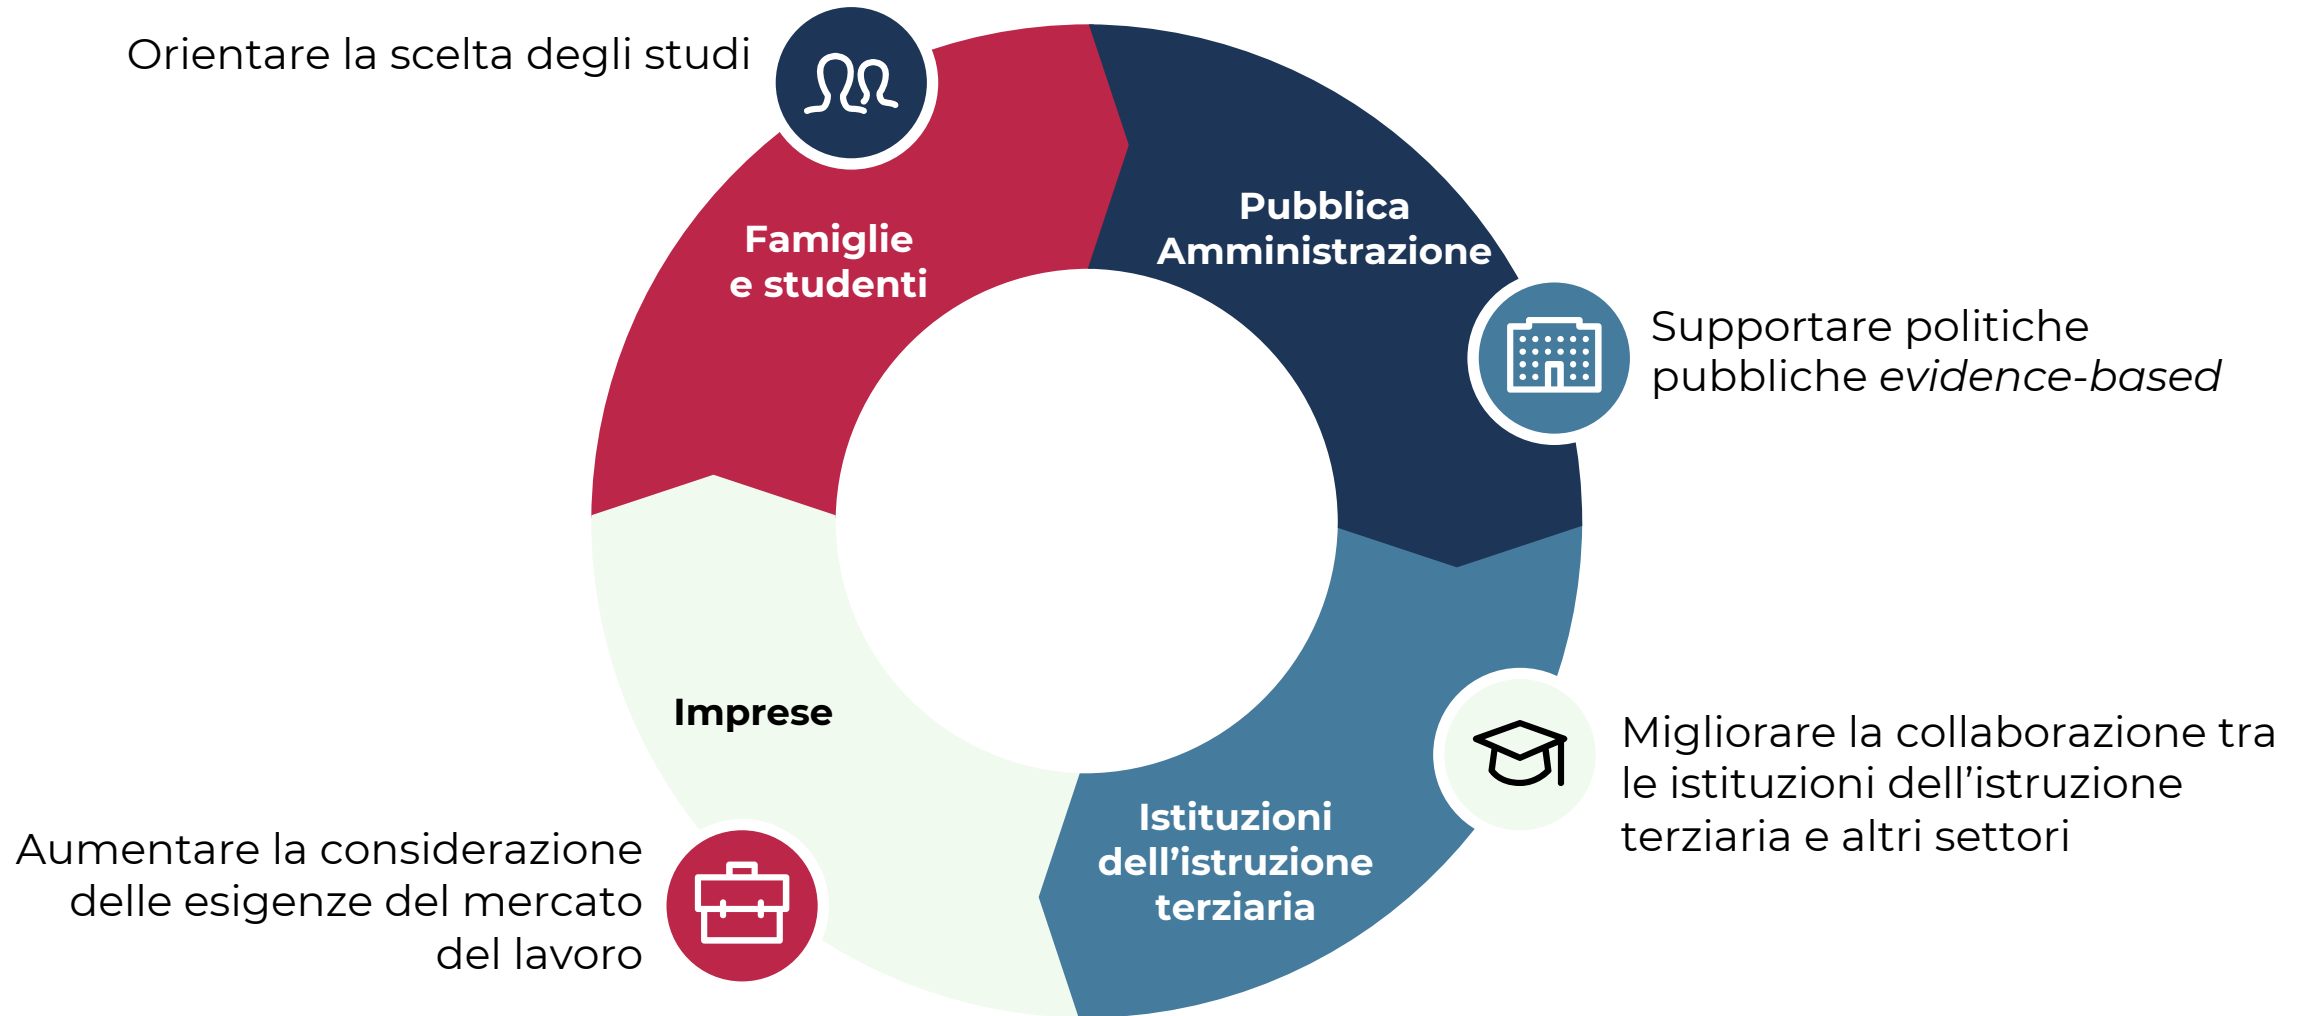 Orientare la scelta degli studi
Famiglie
e studenti
Pubblica
Amministrazione
Supportare politiche
pubbliche evidence-based
Migliorare la collaborazione tra
le istituzioni dell’istruzione
terziaria e altri settori
Istituzioni
dell’istruzione
terziaria
Imprese
Aumentare la considerazione
delle esigenze del mercato
del lavoro